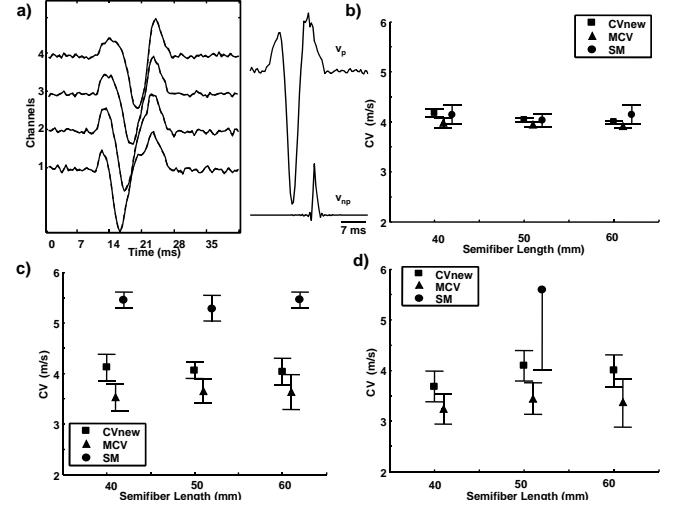 a)
Channels
4
3
2
1
0 7 14 21 28 35
Time (ms)
v_p
v_np
7 ms
b)
CV (m/s)
6
5
4
3
2
CVnew
MCV
SM
40 50 60
Semifiber Length (mm)
c)
CV (m/s)
6
5.5
5
4
3
2
CVnew
MCV
SM
40 50 60
Semifiber Length (mm)
d)
CV (m/s)
6
5
4
3
2
CVnew
MCV
SM
40 50 60
Semifiber Length (mm)